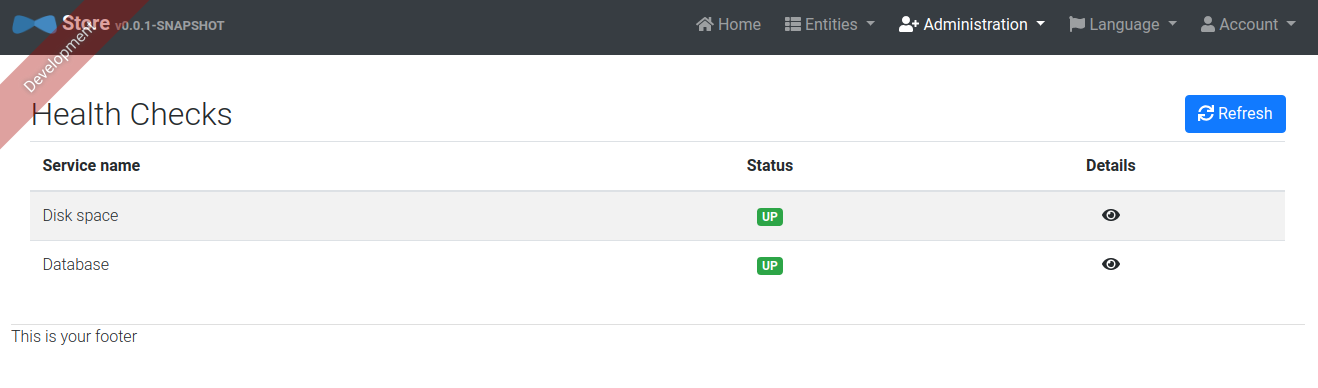 Store v0.0.1-SNAPSHOT Home Entities Administration Language Account
Development
Health Checks Refresh
Service name Status Details
Disk space UP
Database UP
This is your footer